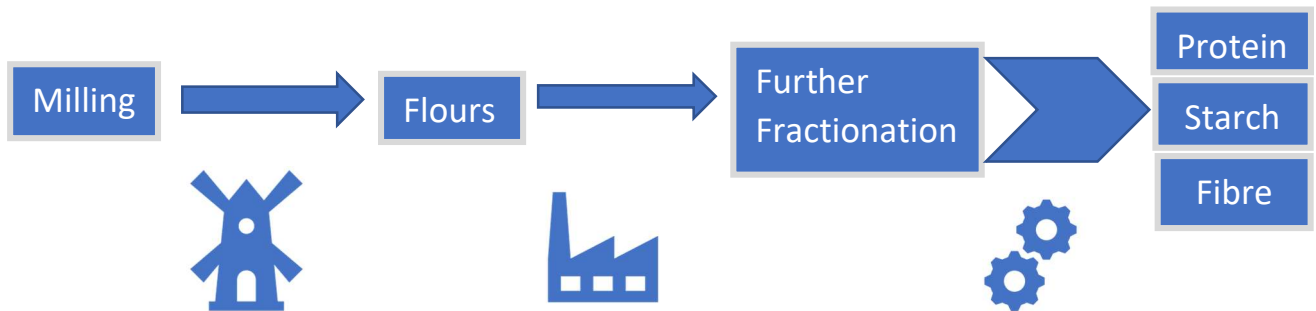 Milling
Flours
Further
Fractionation
Protein
Starch
Fibre